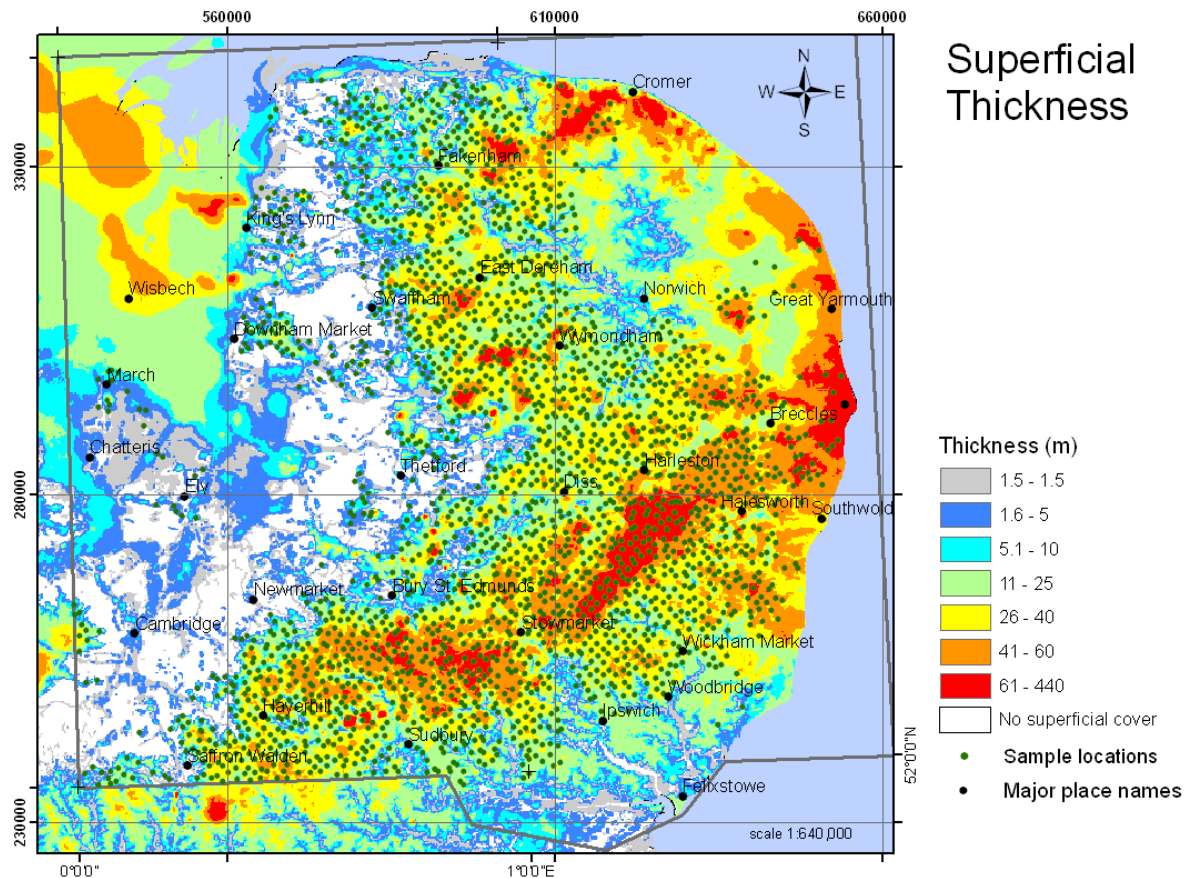 560000
610000
660000
Superficial
Thickness
N
W
E
S
Cromer
330000
Fakenham
King's Lynn
East Dereham
Wisbech
Swaffham
Norwich
Great Yarmouth
Downham Market
Wymondham
March
Breccles
Chatteris
Thetford
Harleston
Ely
Diss
280000
Halesworth
Southwold
Newmarket
Bury St. Edmunds
Cambridge
Stowmarket
Wickham Market
Woodbridge
Haverhill
Ipswich
Sudbury
Saffron Walden
Felixstowe
52°0'0"N
230000
scale 1:640,000
0°0'0"
1°0'0"E
Thickness (m)
1.5 - 1.5
1.6 - 5
5.1 - 10
11 - 25
26 - 40
41 - 60
61 - 440
No superficial cover
Sample locations
Major place names